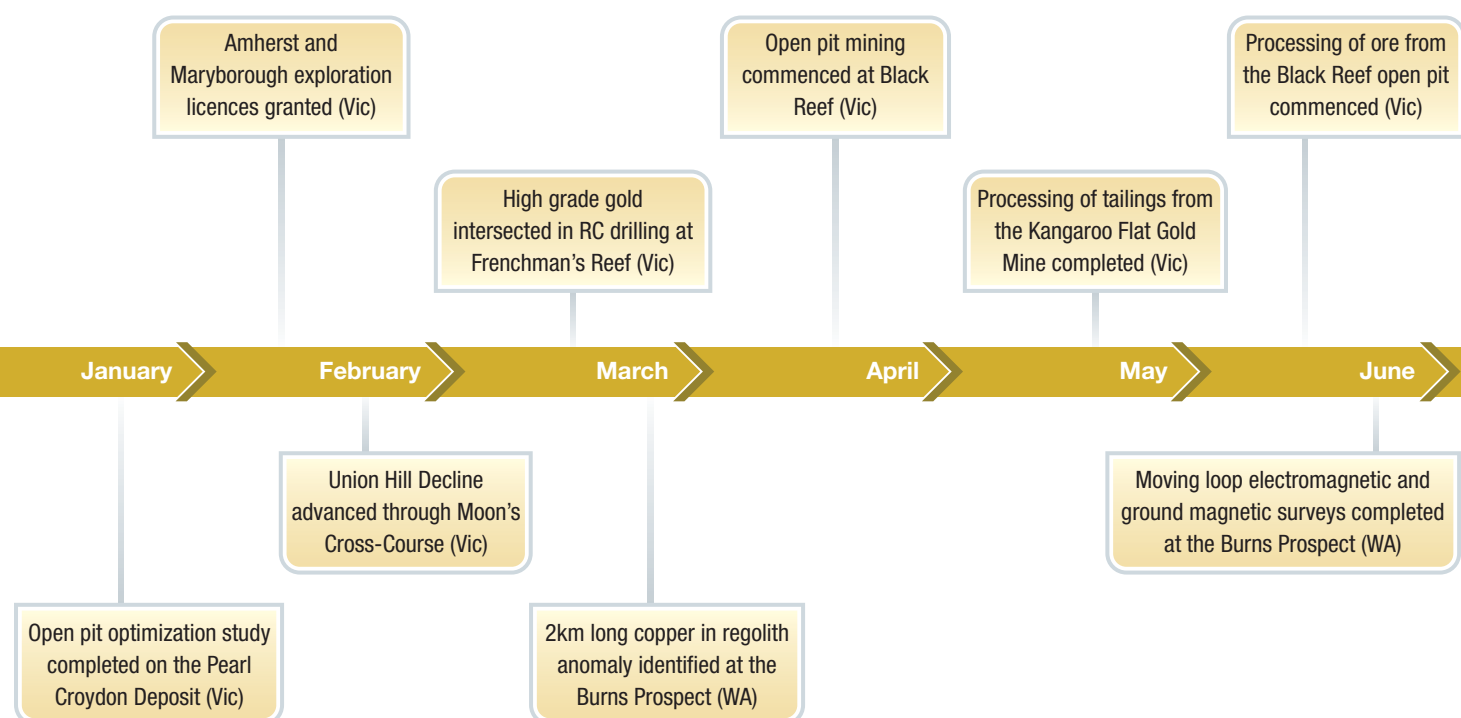 Amherst and
Maryborough exploration
licences granted (Vic)
Open pit mining
commenced at Black
Reef (Vic)
Processing of ore from
the Black Reef open pit
commenced (Vic)
High grade gold
intersected in RC drilling at
Frenchman’s Reef (Vic)
Processing of tailings from
the Kangaroo Flat Gold
Mine completed (Vic)
January
February
March
April
May
June
Union Hill Decline
advanced through Moon’s
Cross-Course (Vic)
Moving loop electromagnetic and
ground magnetic surveys completed
at the Burns Prospect (WA)
Open pit optimization study
completed on the Pearl
Croydon Deposit (Vic)
2km long copper in regolith
anomaly identified at the
Burns Prospect (WA)